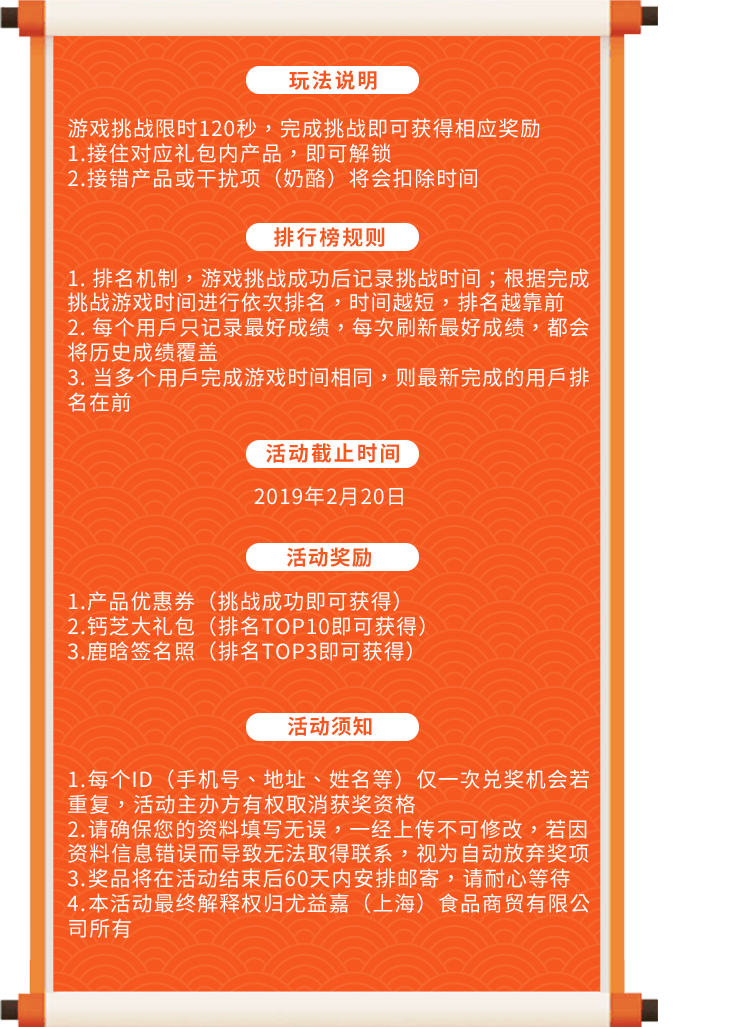 玩法说明
游戏挑战限时120秒，完成挑战即可获得相应奖励
1.接住对应礼包内产品，即可解锁
2.接错产品或干扰项（奶酪）将会扣除时间
排行榜规则
1. 排名机制，游戏挑战成功后记录挑战时间；根据完成
挑战游戏时间进行依次排名，时间越短，排名越靠前
2. 每个用戶只记录最好成绩，每次刷新最好成绩，都会
将历史成绩覆盖
3. 当多个用戶完成游戏时间相同，则最新完成的用戶排
名在前
活动截止时间
2019年2月20日
活动奖励
1.产品优惠券（挑战成功即可获得）
2.钙芝大礼包（排名TOP10即可获得）
3.鹿晗签名照（排名TOP3即可获得）
活动须知
1.每个ID（手机号、地址、姓名等）仅一次兑奖机会若
重复，活动主办方有权取消获奖资格
2.请确保您的资料填写无误，一经上传不可修改，若因
资料信息错误而导致无法取得联系，视为自动放弃奖项
3.奖品将在活动结束后60天内安排邮寄，请耐心等待
4.本活动最终解释权归尤益嘉（上海）食品商贸有限公
司所有